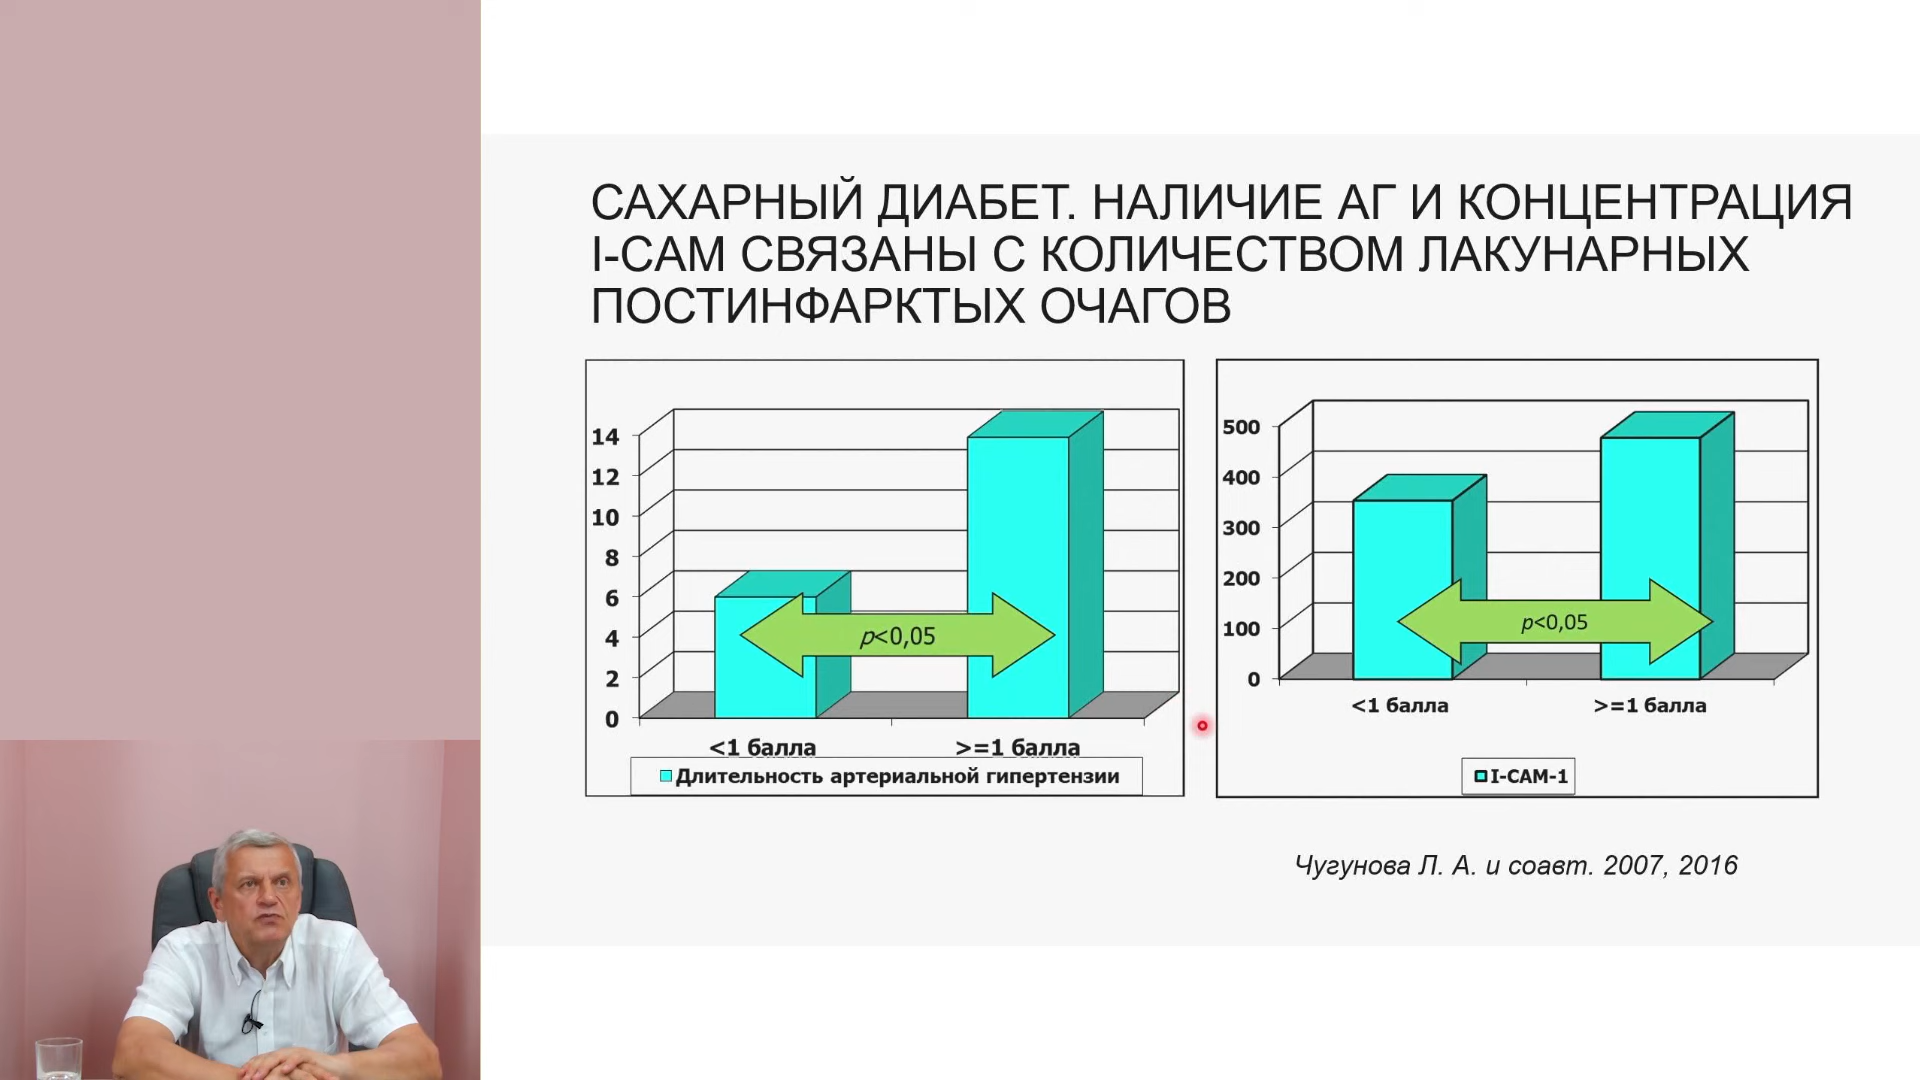 САХАРНЫЙ ДИАБЕТ. НАЛИЧИЕ АГ И КОНЦЕНТРАЦИЯ
I-CAM СВЯЗАНЫ С КОЛИЧЕСТВОМ ЛАКУНАРНЫХ
ПОСТИНФАРКТЫХ ОЧАГОВ
14
12
10
8
6
4
2
0
p<0,05
<1 балла
>=1 балла
Длительность артериальной гипертензии
500
400
300
200
100
0
p<0,05
<1 балла
>=1 балла
I-CAM-1
Чугунова Л. А. и соавт. 2007, 2016